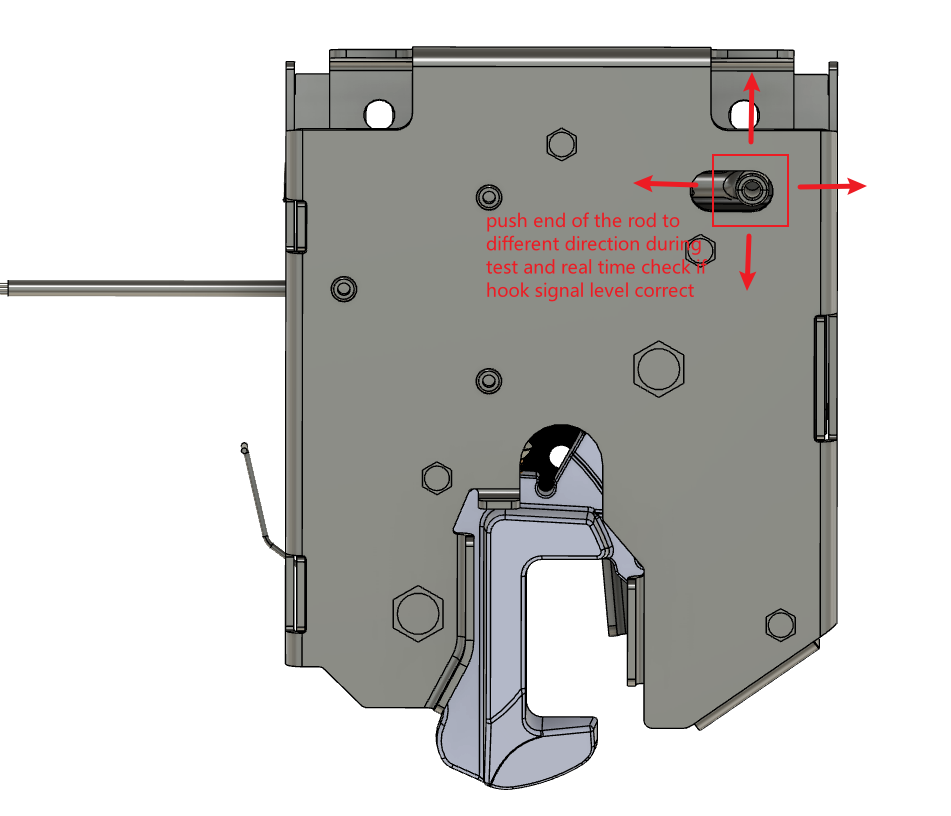 push end of the rod to
different direction during
test and real time check if
hook signal level correct